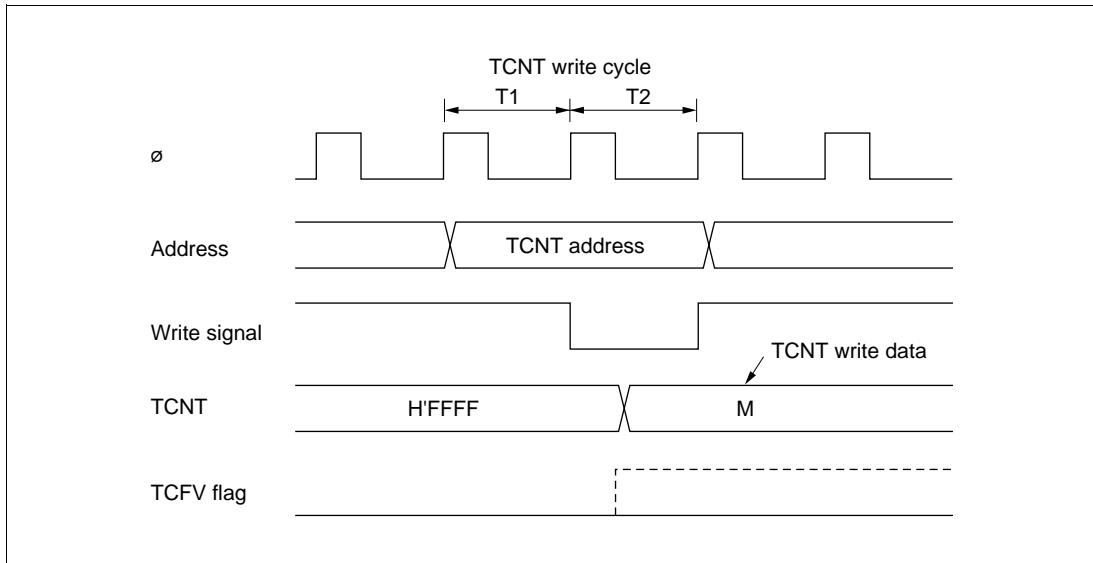 TCNT write cycle
T1 T2
ø
Address TCNT address
Write signal
TCNT write data
TCNT H'FFFF M
TCFV flag